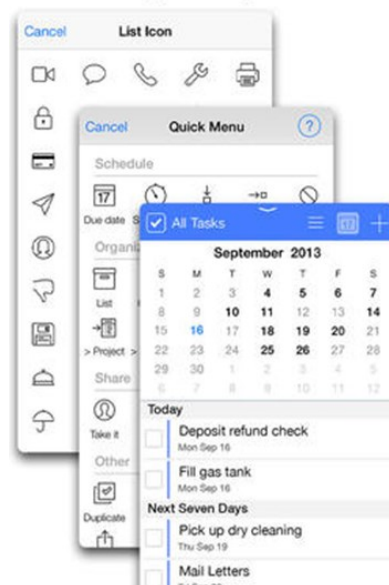 Cancel List Icon
Cancel Quick Menu ?
Schedule
17
Due date
Organi
List
> Project >
Share
Take it
Other
Duplicate
All Tasks
September 2013
S M T W T F S
1 2 3 4 5 6 7
8 9 10 11 12 13 14
15 16 17 18 19 20 21
22 23 24 25 26 27 28
29 30 1 2 3 4 5
6 7 8 9 10 11 12
Today
Deposit refund check
Mon Sep 16
Fill gas tank
Mon Sep 16
Next Seven Days
Pick up dry cleaning
Thu Sep 19
Mail Letters